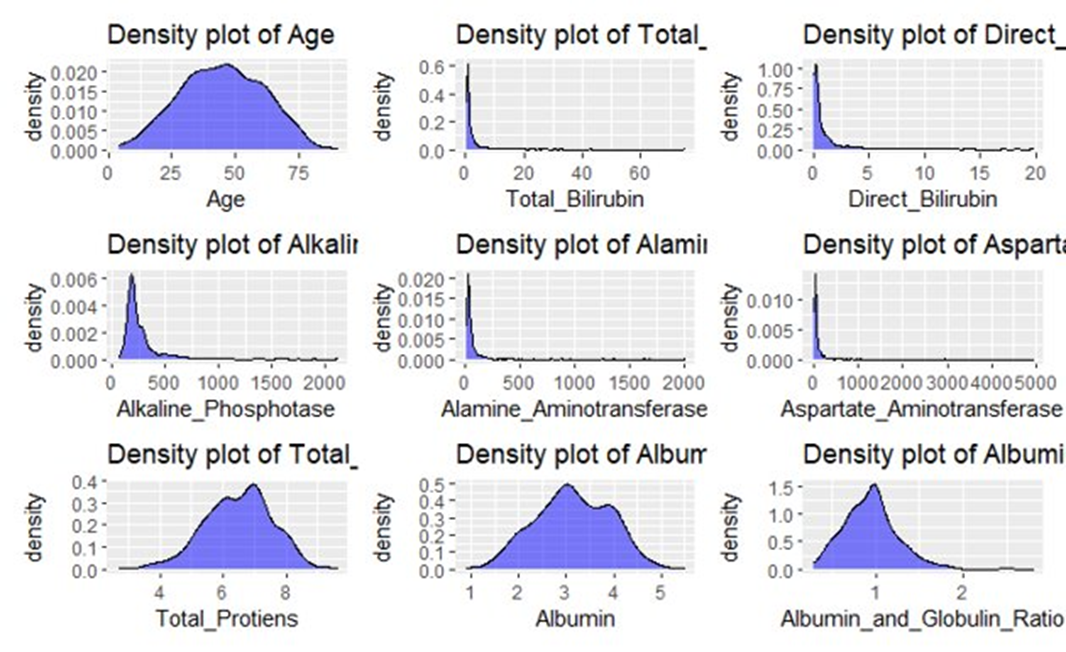 Density plot of Age
density
0.020
0.015
0.010
0.005
0.000
0 25 50 75
Age
Density plot of Total_
density
0.6
0.4
0.2
0.0
0 20 40 60
Total_Bilirubin
Density plot of Direct_
density
1.00
0.75
0.50
0.25
0.00
0 5 10 15 20
Direct_Bilirubin
Density plot of Alkalin
density
0.006
0.004
0.002
0.000
0 500 1000 1500 2000
Alkaline_Phosphotase
Density plot of Alamin
density
0.020
0.015
0.010
0.005
0.000
0 500 1000 1500 2000
Alamine_Aminotransferase
Density plot of Asparta
density
0.010
0.005
0.000
0 1000 2000 3000 4000 5000
Aspartate_Aminotransferase
Density plot of Total_
density
0.4
0.3
0.2
0.1
0.0
4 6 8
Total_Protiens
Density plot of Album
density
0.5
0.4
0.3
0.2
0.1
0.0
1 2 3 4 5
Albumin
Density plot of Albumi
density
1.5
1.0
0.5
0.0
1 2
Albumin_and_Globulin_Ratio